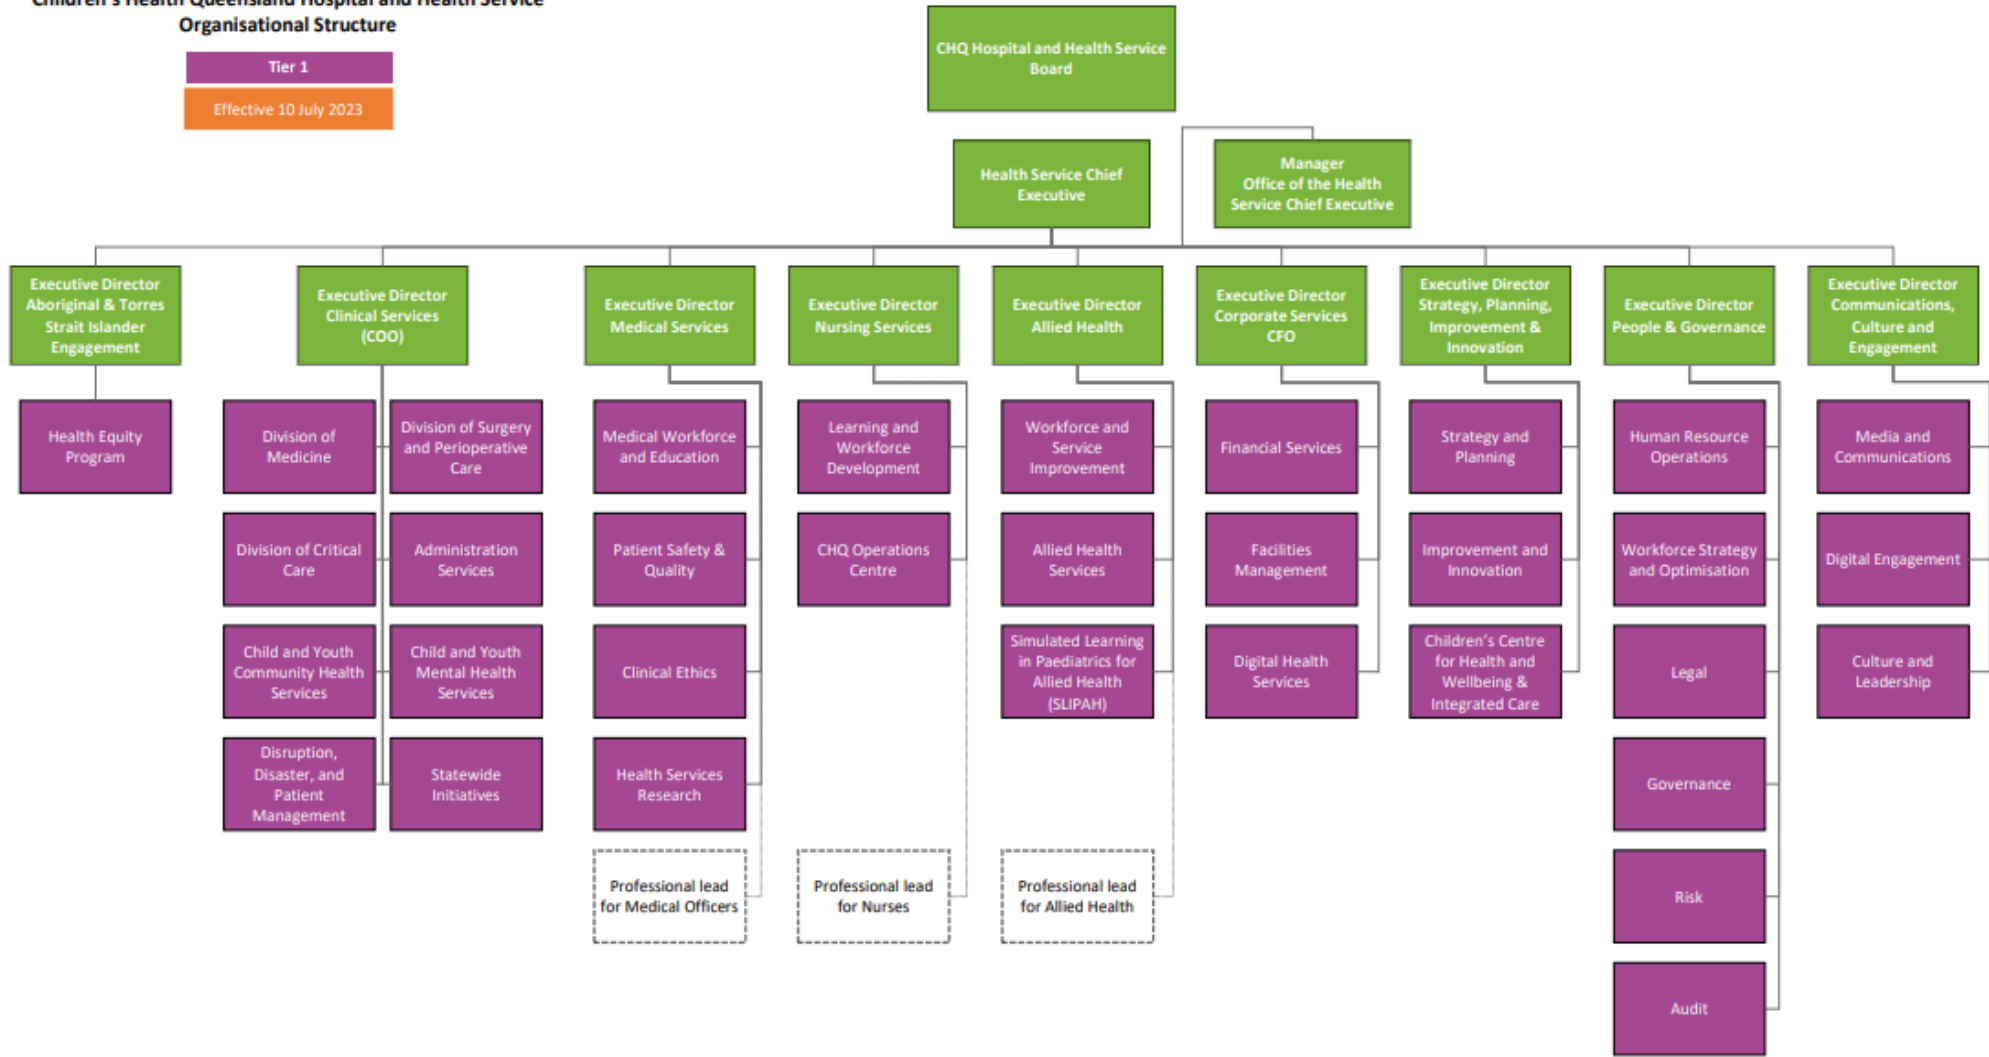 Children's Health Queensland Hospital and Health Service
Organisational Structure
Tier 1
Effective 10 July 2023
CHQ Hospital and Health Service
Board
Health Service Chief
Executive
Manager
Office of the Health
Service Chief Executive
Executive Director
Aboriginal & Torres
Strait Islander
Engagement
Executive Director
Clinical Services
(COO)
Executive Director
Medical Services
Executive Director
Nursing Services
Executive Director
Allied Health
Executive Director
Corporate Services
CFO
Executive Director
Strategy, Planning,
Improvement &
Innovation
Executive Director
People & Governance
Executive Director
Communications,
Culture and
Engagement
Health Equity
Program
Division of
Medicine
Division of Surgery
and Perioperative
Care
Medical Workforce
and Education
Learning and
Workforce
Development
Workforce and
Service
Improvement
Financial Services
Strategy and
Planning
Human Resource
Operations
Media and
Communications
Division of Critical
Care
Administration
Services
Patient Safety &
Quality
CHQ Operations
Centre
Allied Health
Services
Facilities
Management
Improvement and
Innovation
Workforce Strategy
and Optimisation
Digital Engagement
Child and Youth
Community Health
Services
Child and Youth
Mental Health
Services
Clinical Ethics
Simulated Learning
in Paediatrics for
Allied Health
(SLIPAH)
Digital Health
Services
Children's Centre
for Health and
Wellbeing &
Integrated Care
Legal
Culture and
Leadership
Disruption,
Disaster, and
Patient
Management
Statewide
Initiatives
Health Services
Research
Governance
Professional lead
for Medical Officers
Professional lead
for Nurses
Professional lead
for Allied Health
Risk
Audit